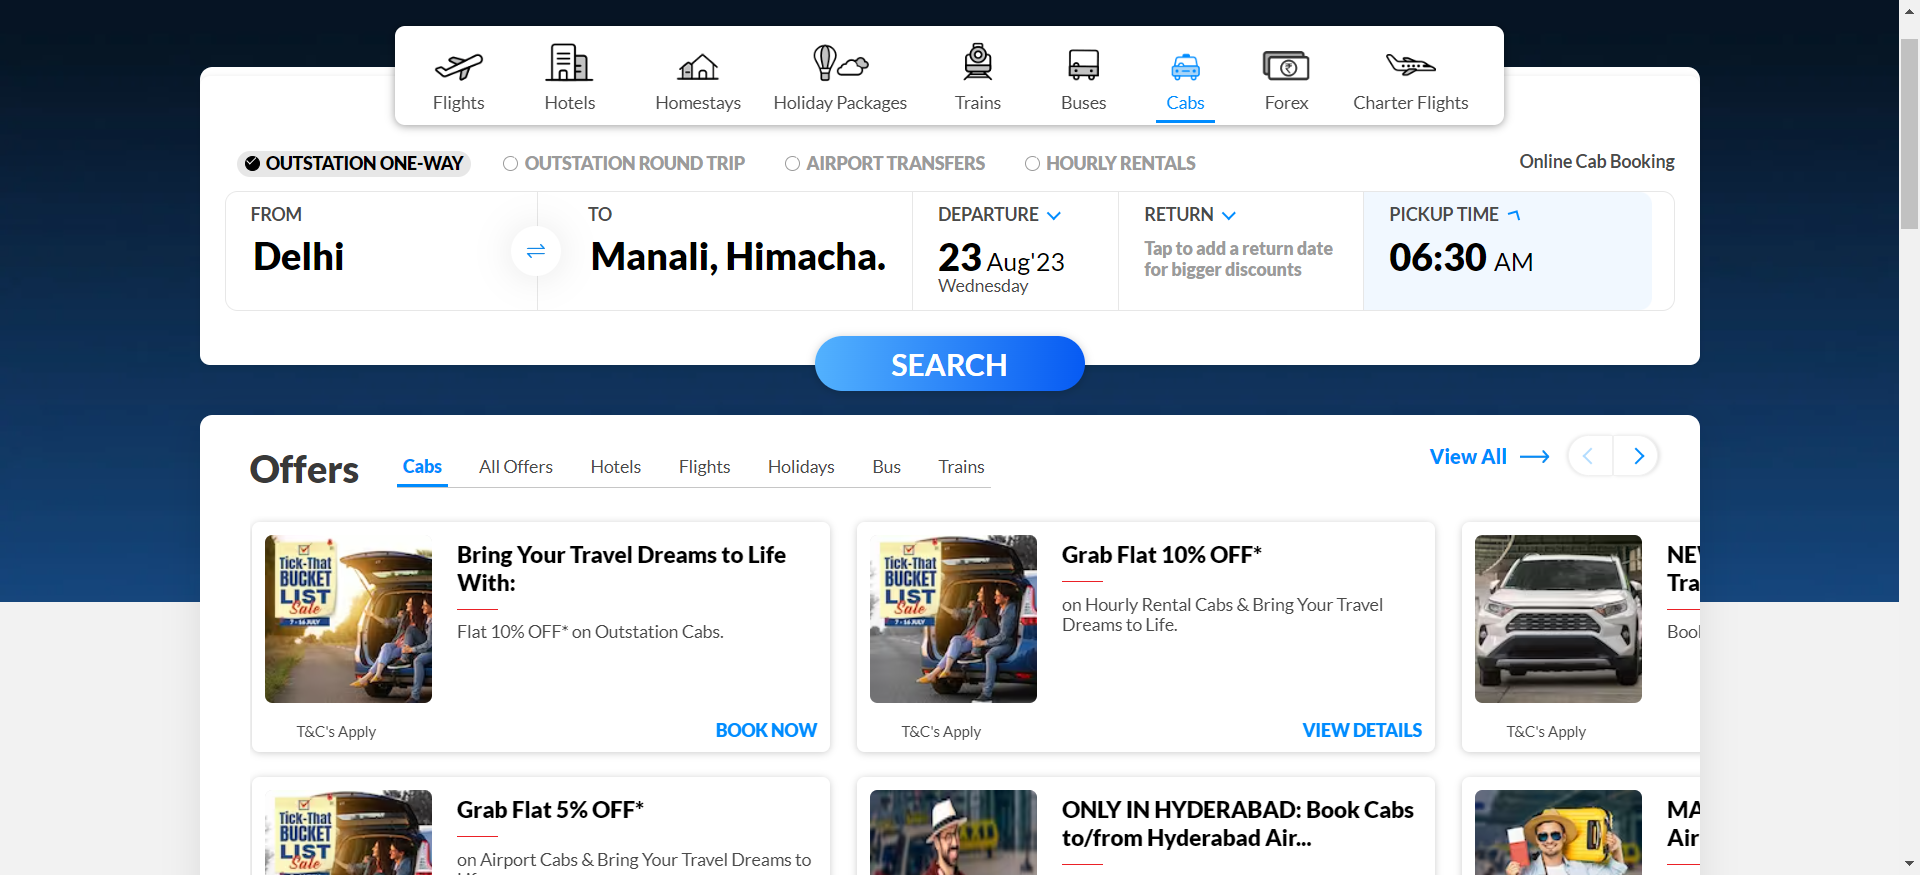 Flights
Hotels
Homestays
Holiday Packages
Trains
Buses
Cabs
Forex
Charter Flights
OUTSTATION ONE-WAY
OUTSTATION ROUND TRIP
AIRPORT TRANSFERS
HOURLY RENTALS
Online Cab Booking
FROM
Delhi
TO
Manali, Himacha.
DEPARTURE
23 Aug'23
Wednesday
RETURN
Tap to add a return date
for bigger discounts
PICKUP TIME
06:30 AM
SEARCH
Offers
Cabs
All Offers
Hotels
Flights
Holidays
Bus
Trains
View All
Tick-That
BUCKET
LIST
Sale
7 - 16 JULY
Bring Your Travel Dreams to Life
With:
Flat 10% OFF* on Outstation Cabs.
T&C's Apply
BOOK NOW
Tick-That
BUCKET
LIST
Sale
7 - 16 JULY
Grab Flat 10% OFF*
on Hourly Rental Cabs & Bring Your Travel
Dreams to Life.
T&C's Apply
VIEW DETAILS
Tra
T&C's Apply
Tick-That
BUCKET
LIST
Sale
Grab Flat 5% OFF*
on Airport Cabs & Bring Your Travel Dreams to
ONLY IN HYDERABAD: Book Cabs
to/from Hyderabad Air...
MA
Air